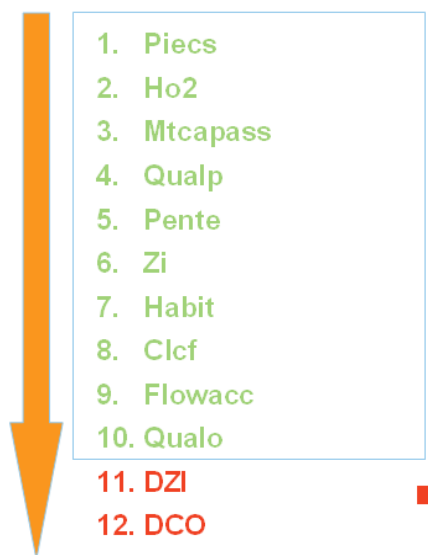 1. Piecs
2. Ho2
3. Mtcapass
4. Qualp
5. Pente
6. Zi
7. Habit
8. Clcf
9. Flowacc
10. Qualo
11. DZI
12. DCO